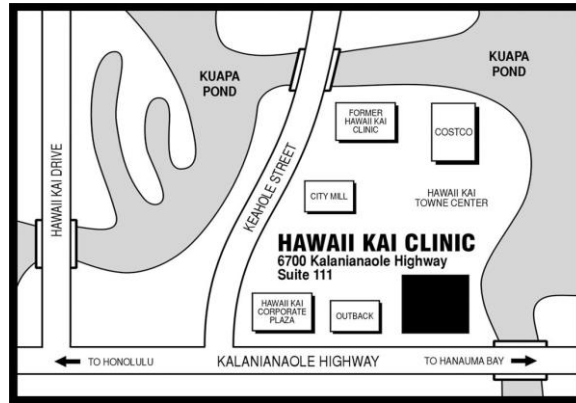 KUAPA
POND
KUAPA
POND
FORMER
HAWAII KAI
CLINIC
COSTCO
HAWAII KAI DRIVE
KEAHOLE STREET
CITY MILL
HAWAII KAI
TOWNE CENTER
HAWAII KAI CLINIC
6700 Kalanianaole Highway
Suite 111
HAWAII KAI
CORPORATE
PLAZA
OUTBACK
TO HONOLULU
KALANIANAOLE HIGHWAY
TO HANAUMA BAY